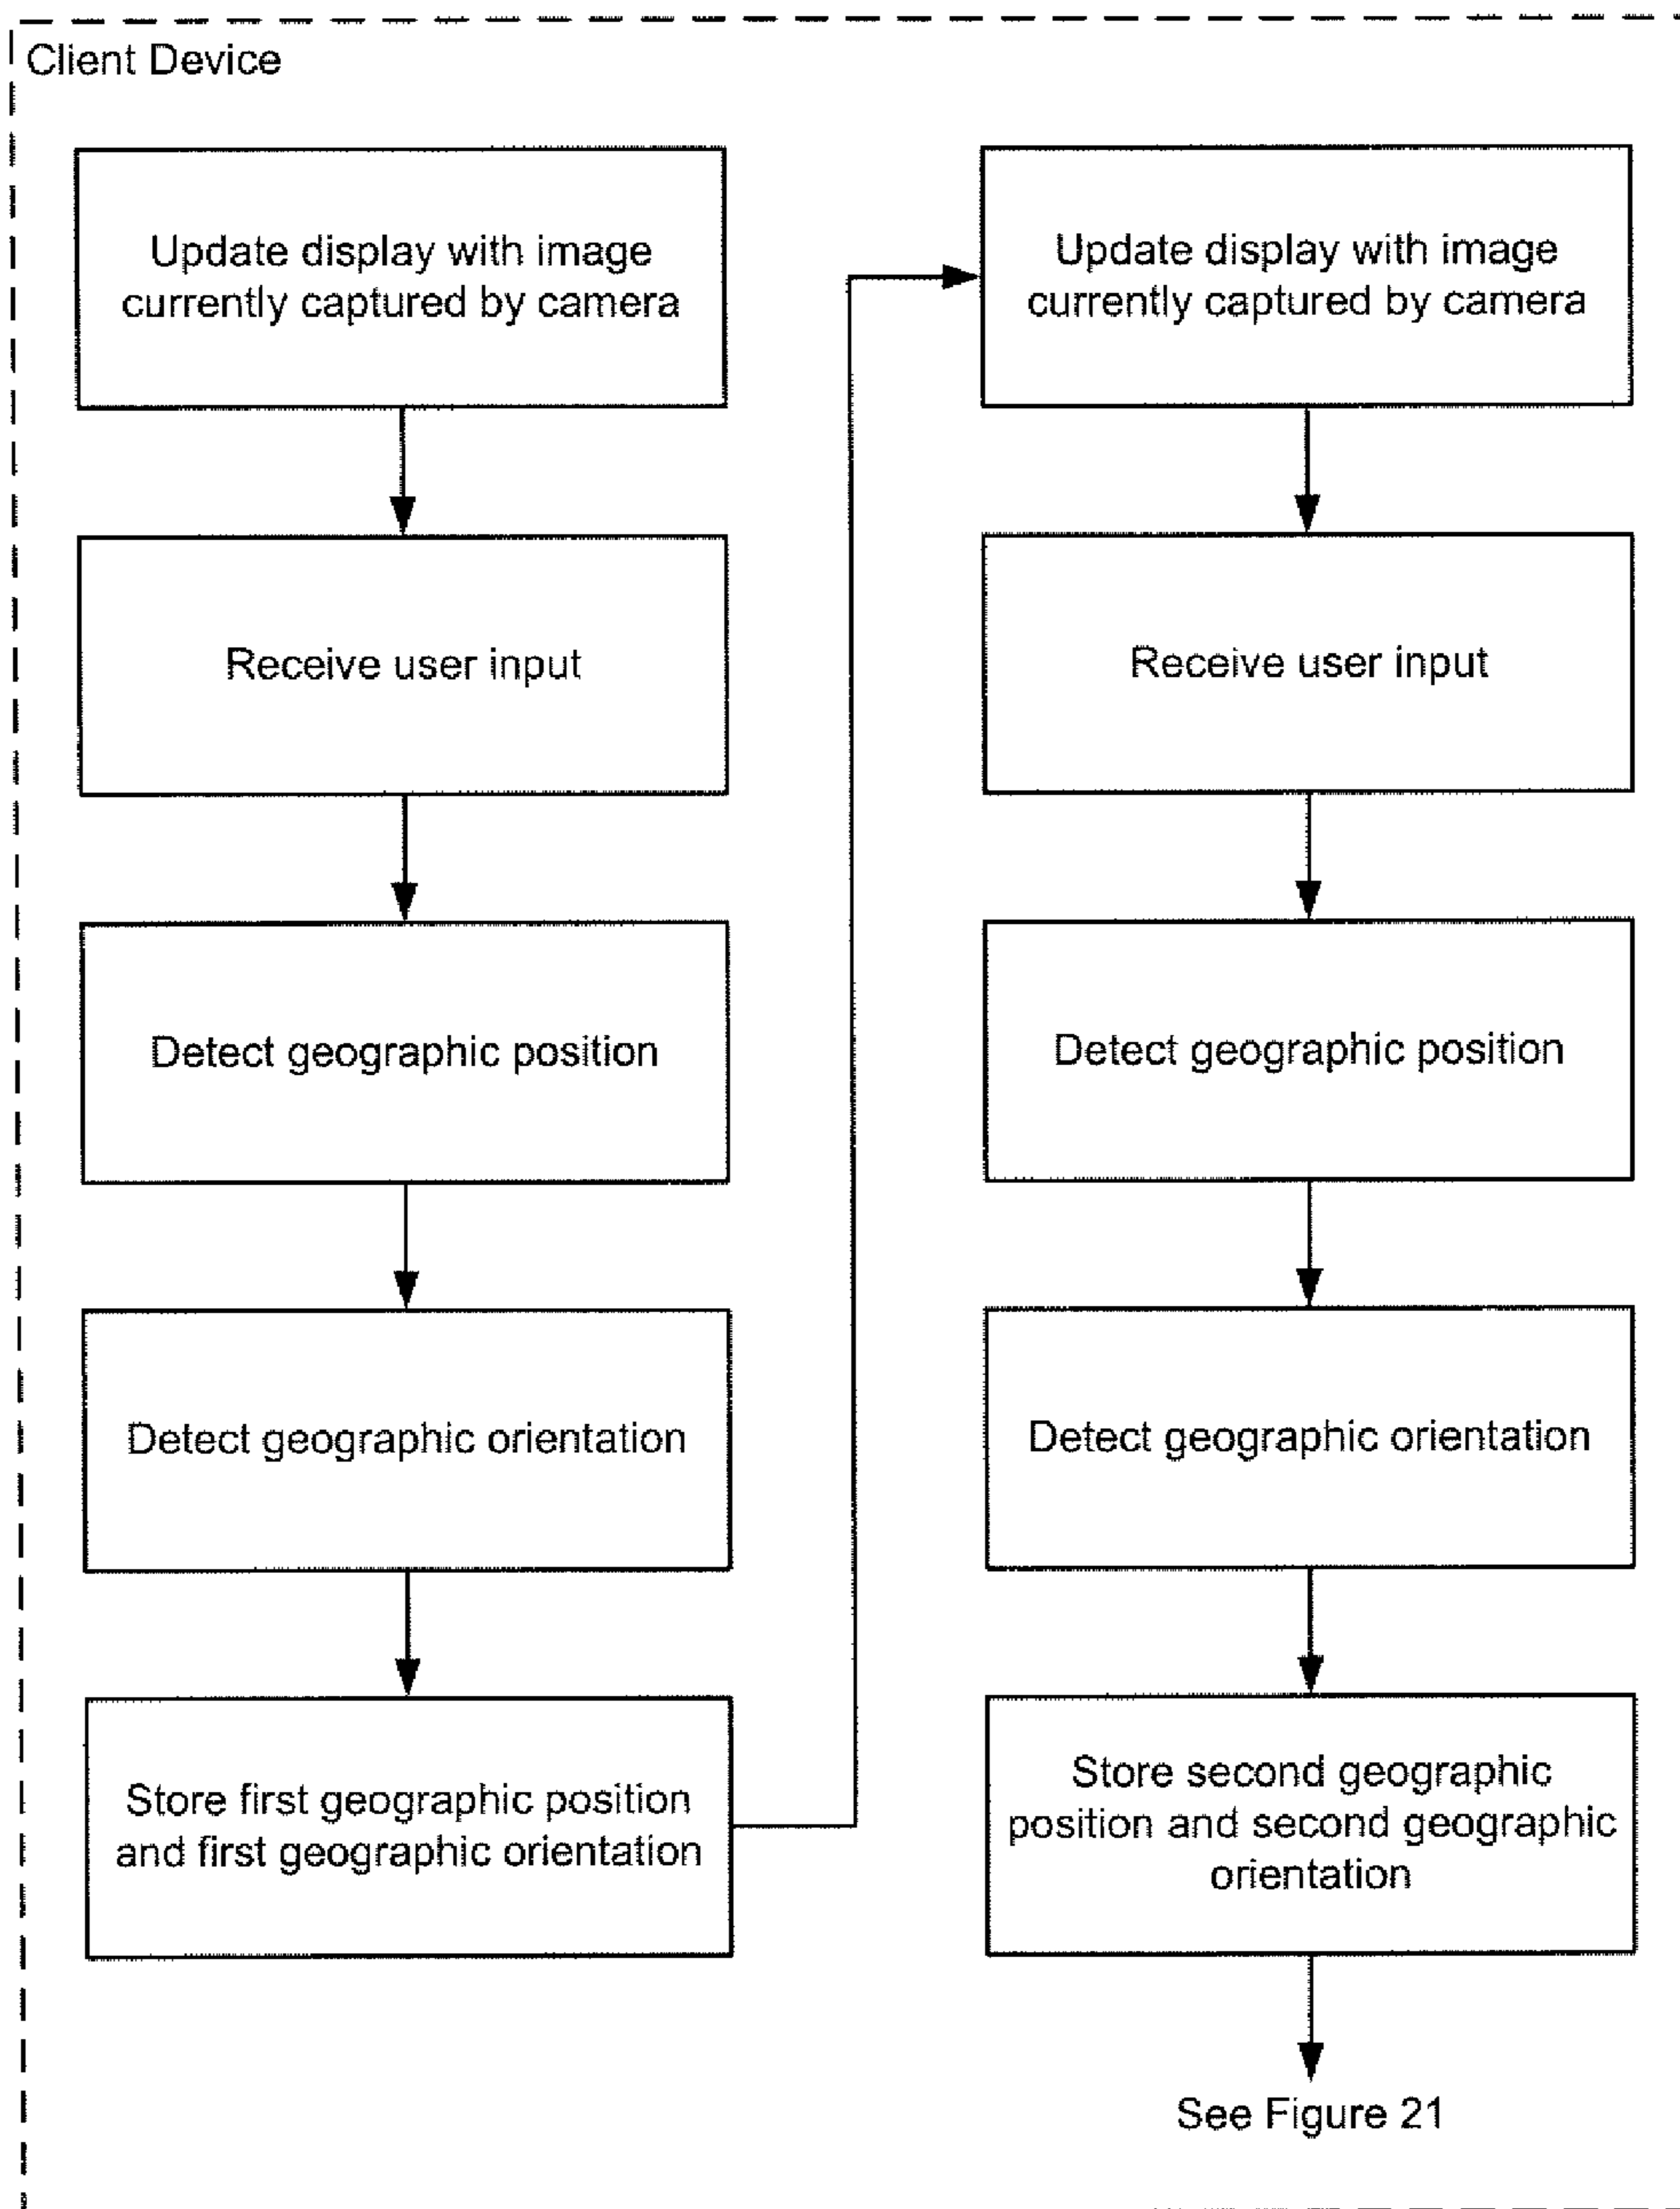 Client Device
Update display with image
currently captured by camera
Receive user input
Detect geographic position
Detect geographic orientation
Store first geographic position
and first geographic orientation
Update display with image
currently captured by camera
Receive user input
Detect geographic position
Detect geographic orientation
Store second geographic
position and second geographic
orientation
See Figure 21